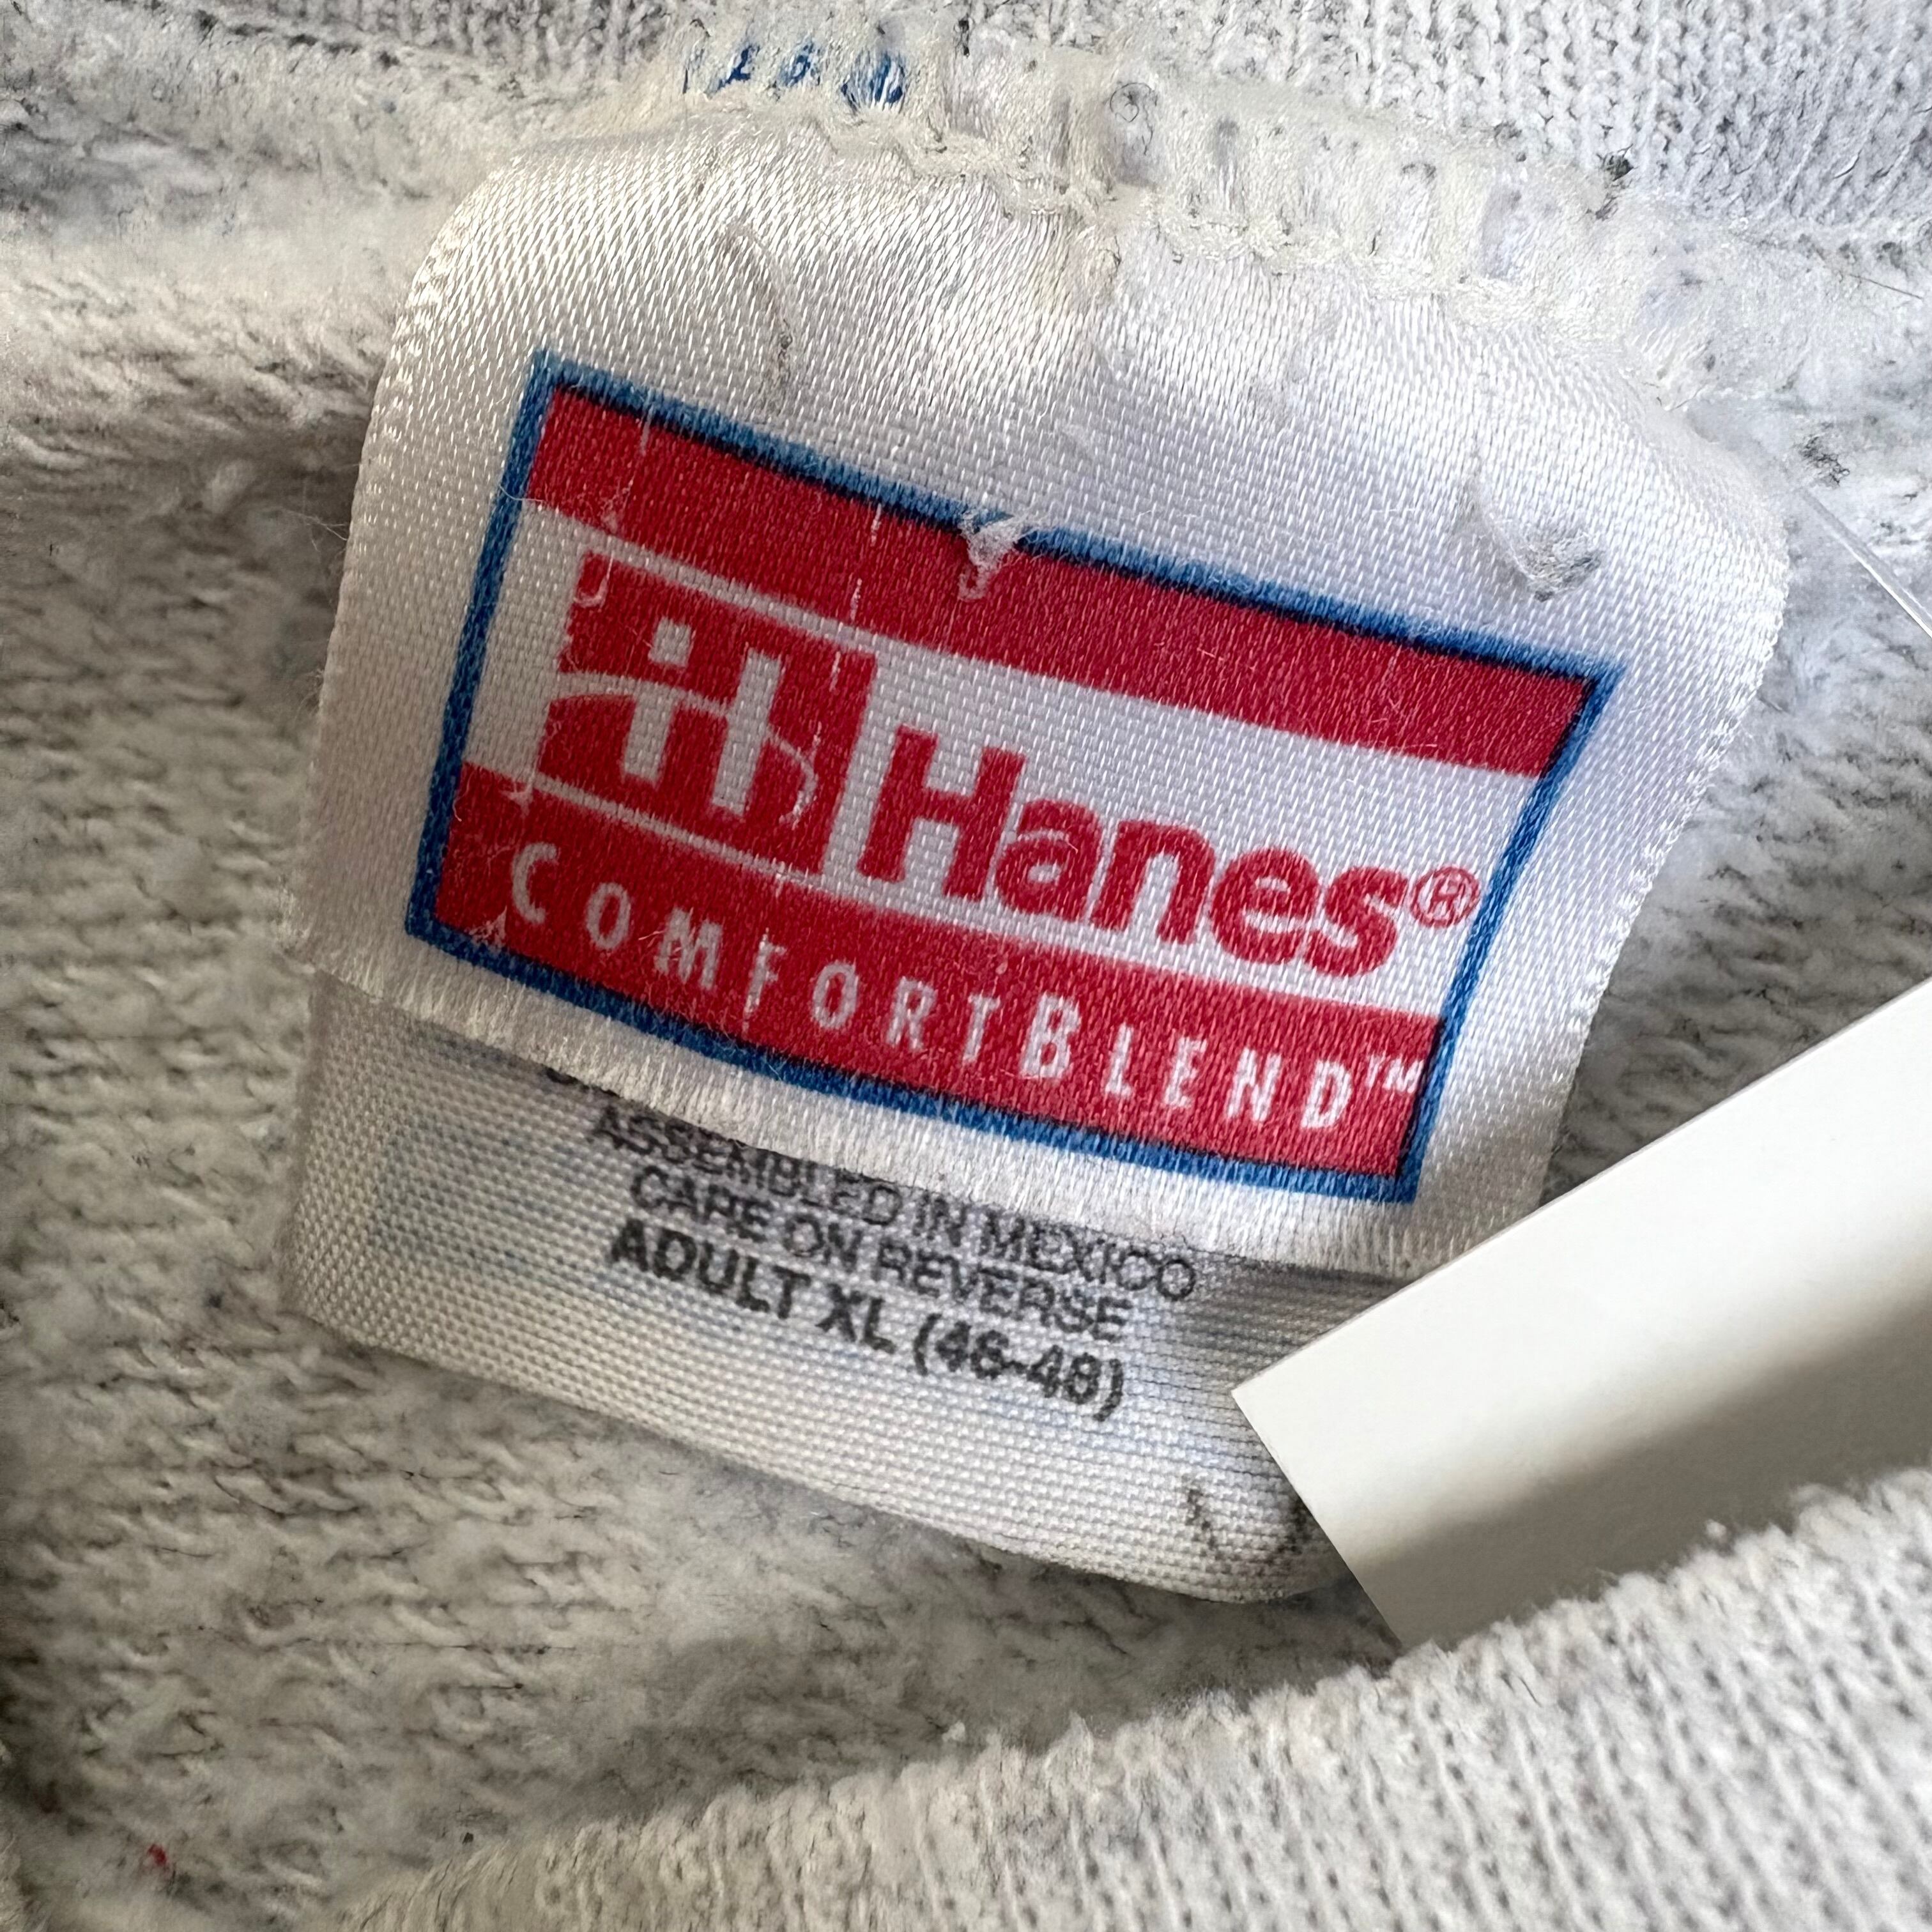 Hanes®
COMFORTBLEND™
ASSEMBLED IN MEXICO
CARE ON REVERSE
ADULT XL (46-48)